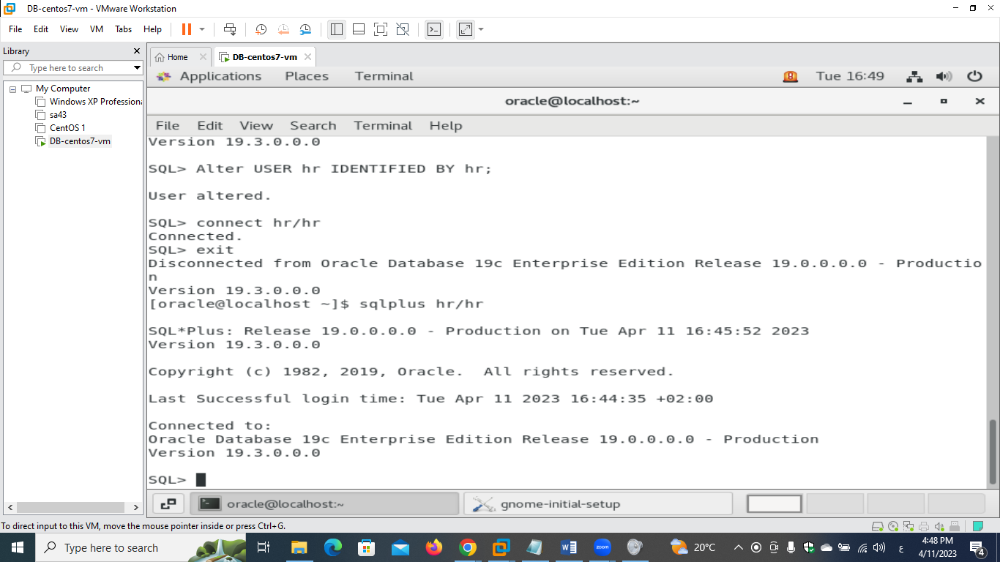 DB-centos7-vm - VMware Workstation
File Edit View VM Tabs Help
Library
Type here to search
My Computer
Windows XP Professiona
sa43
CentOS 1
DB-centos7-vm
Home DB-centos7-vm
Applications Places Terminal Tue 16:49
oracle@localhost:~
File Edit View Search Terminal Help
Version 19.3.0.0.0
SQL> Alter USER hr IDENTIFIED BY hr;
User altered.
SQL> connect hr/hr
Connected.
SQL> exit
Disconnected from Oracle Database 19c Enterprise Edition Release 19.0.0.0.0 - Productio
n
Version 19.3.0.0.0
[oracle@localhost ~]$ sqlplus hr/hr
SQL*Plus: Release 19.0.0.0.0 - Production on Tue Apr 11 16:45:52 2023
Version 19.3.0.0.0
Copyright (c) 1982, 2019, Oracle.  All rights reserved.
Last Successful login time: Tue Apr 11 2023 16:44:35 +02:00
Connected to:
Oracle Database 19c Enterprise Edition Release 19.0.0.0.0 - Production
Version 19.3.0.0.0
SQL>
oracle@localhost:~ gnome-initial-setup
To direct input to this VM, move the mouse pointer inside or press Ctrl+G.
Type here to search
zoom
20°C
ع
4:48 PM
4/11/2023
4